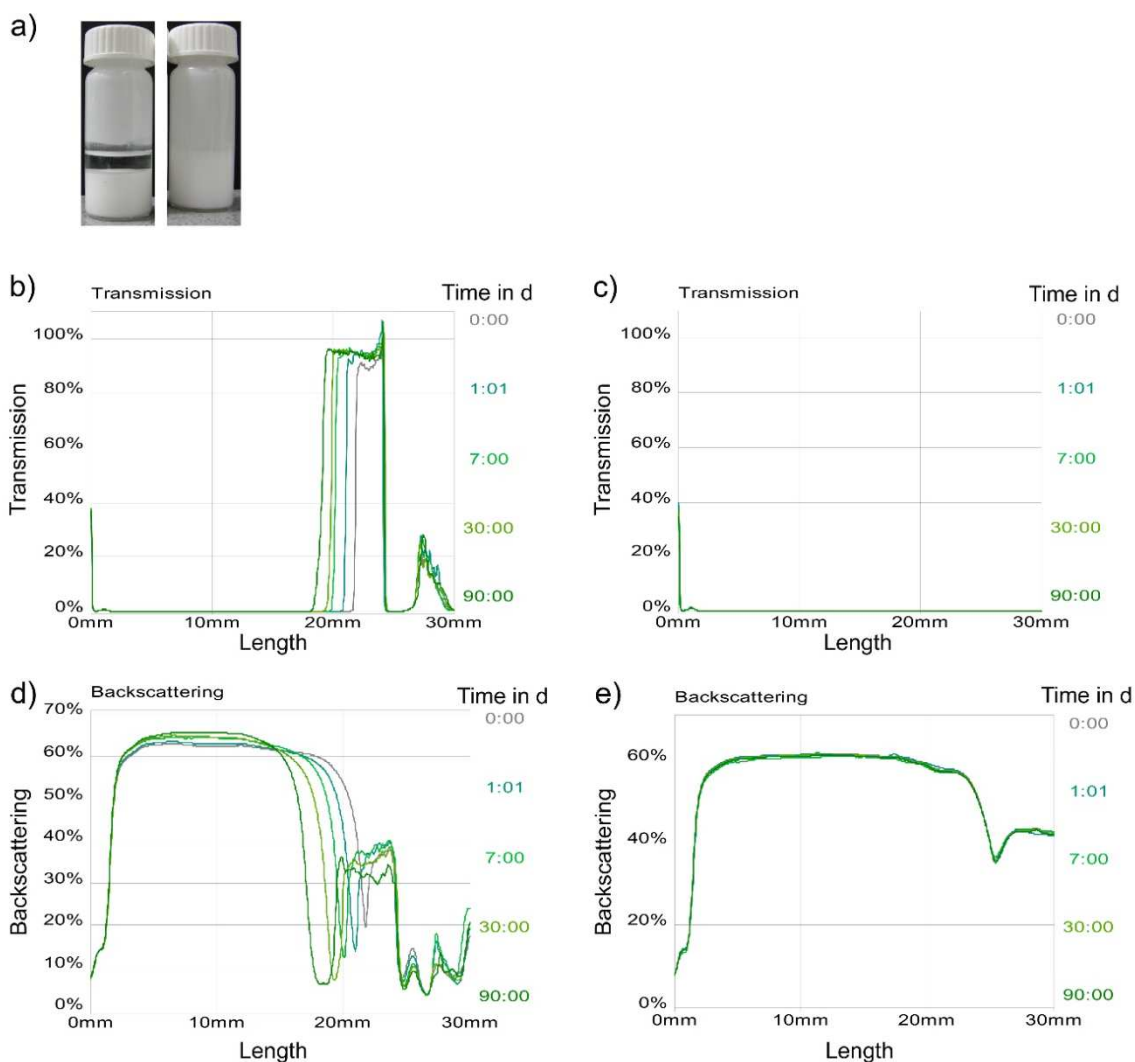 a)
b)
Transmission
Time in d
0:00
100%
1:01
80%
60%
7:00
40%
30:00
20%
90:00
0%
0mm
10mm
20mm
30mm
Transmission
Length
c)
Transmission
Time in d
0:00
100%
1:01
80%
60%
7:00
40%
30:00
20%
90:00
0%
0mm
10mm
20mm
30mm
Transmission
Length
d)
Backscattering
Time in d
70%
0:00
60%
1:01
50%
40%
7:00
30%
20%
30:00
10%
90:00
0%
0mm
10mm
20mm
30mm
Backscattering
Length
e)
Backscattering
Time in d
0:00
60%
1:01
40%
7:00
20%
30:00
90:00
0%
0mm
10mm
20mm
30mm
Backscattering
Length